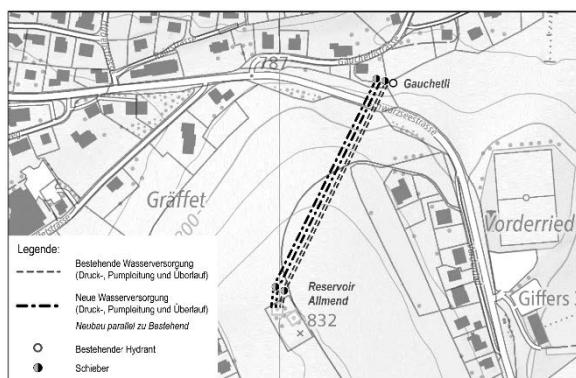 787
Gauchetli
Schwarzseestrasse
Gräffet
Vorderried
Reservoir
Allmend
832
Giffers
Legende:
Bestehende Wasserversorgung
(Druck-, Pumpleitung und Überlauf)
Neue Wasserversorgung
(Druck-, Pumpleitung und Überlauf)
Neubau parallel zu Bestehend
Bestehender Hydrant
Schieber